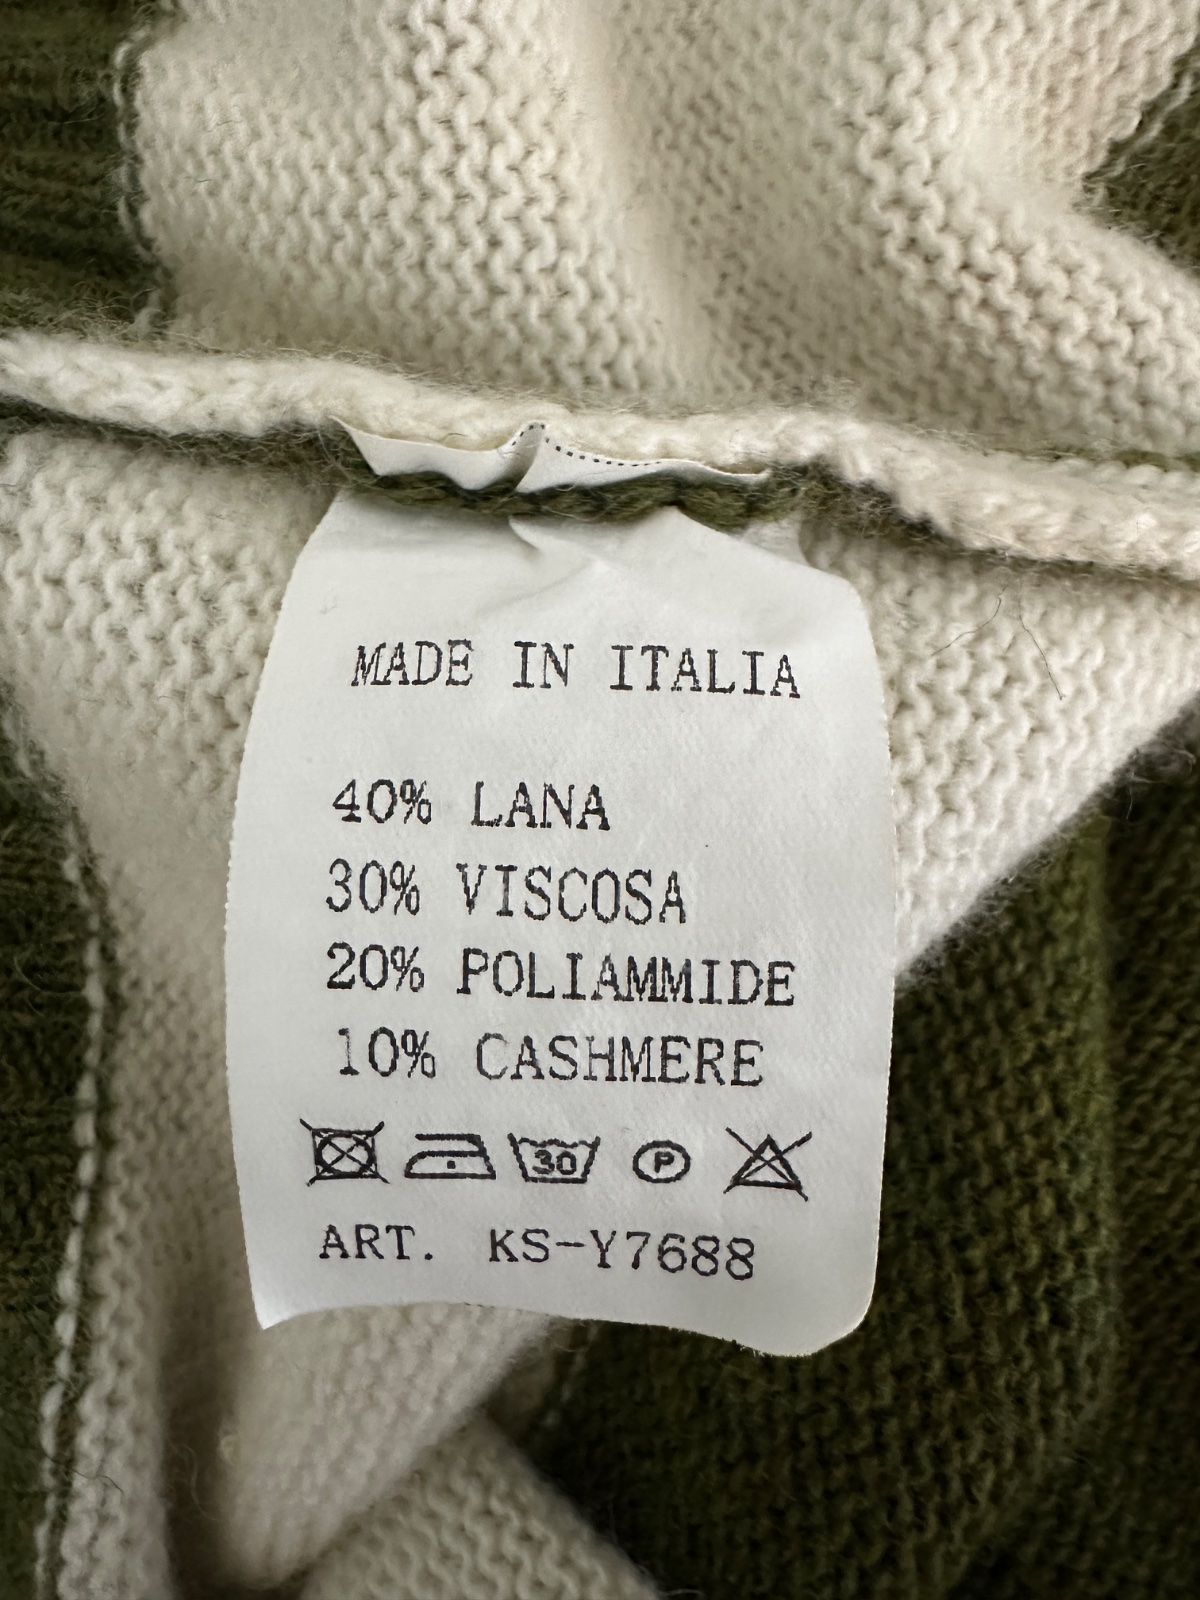 MADE IN ITALIA
40% LANA
30% VISCOSA
20% POLIAMMIDE
10% CASHMERE
30 P
ART. KS-Y7688